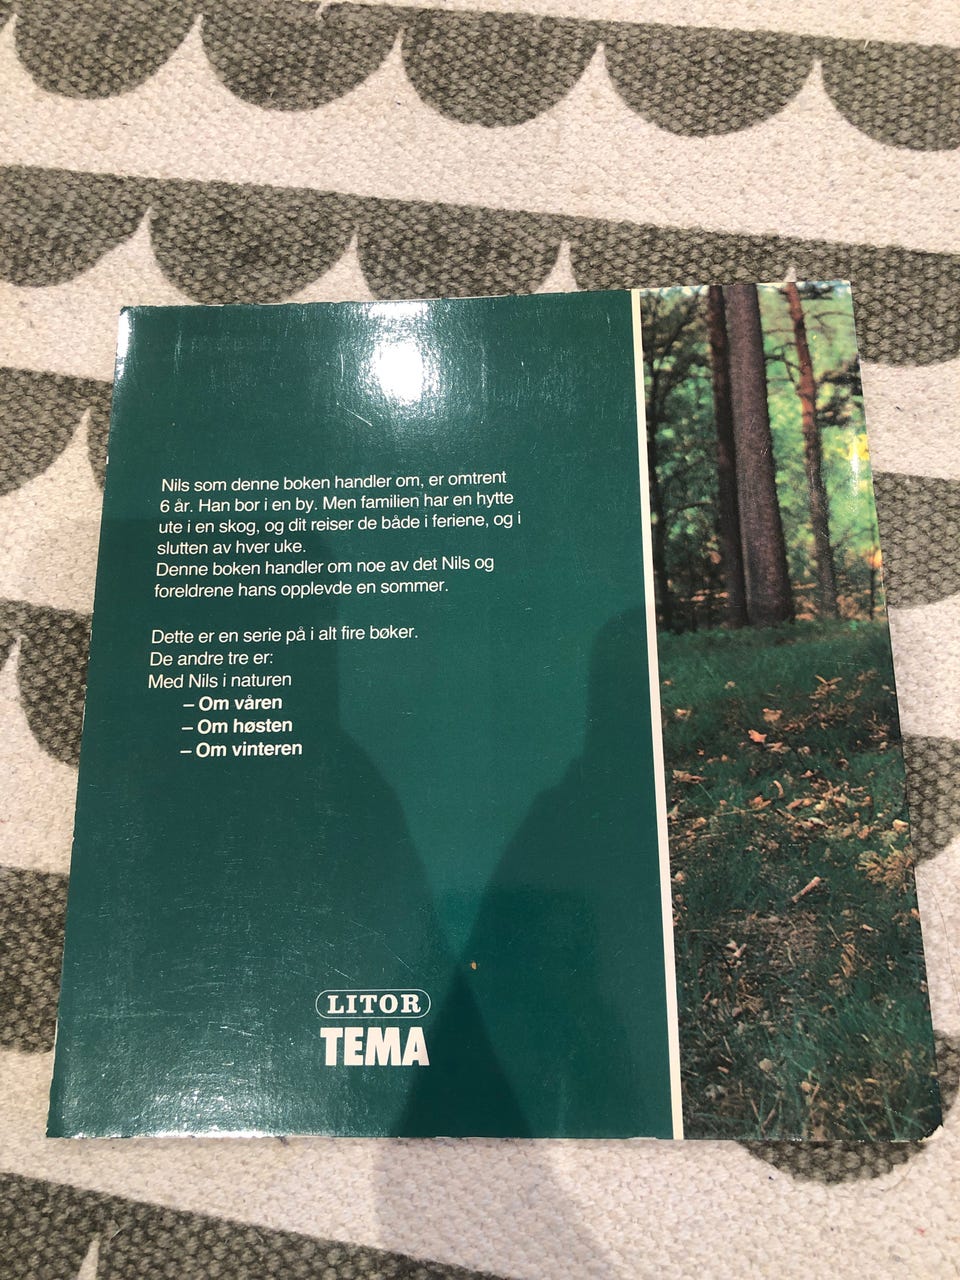 Nils som denne boken handler om, er omtrent
6 år. Han bor i en by. Men familien har en hytte
ute i en skog, og dit reiser de både i feriene, og i
slutten av hver uke.
Denne boken handler om noe av det Nils og
foreldrene hans opplevde en sommer.
Dette er en serie på i alt fire bøker.
De andre tre er:
Med Nils i naturen
– Om våren
– Om høsten
– Om vinteren
LITOR
TEMA